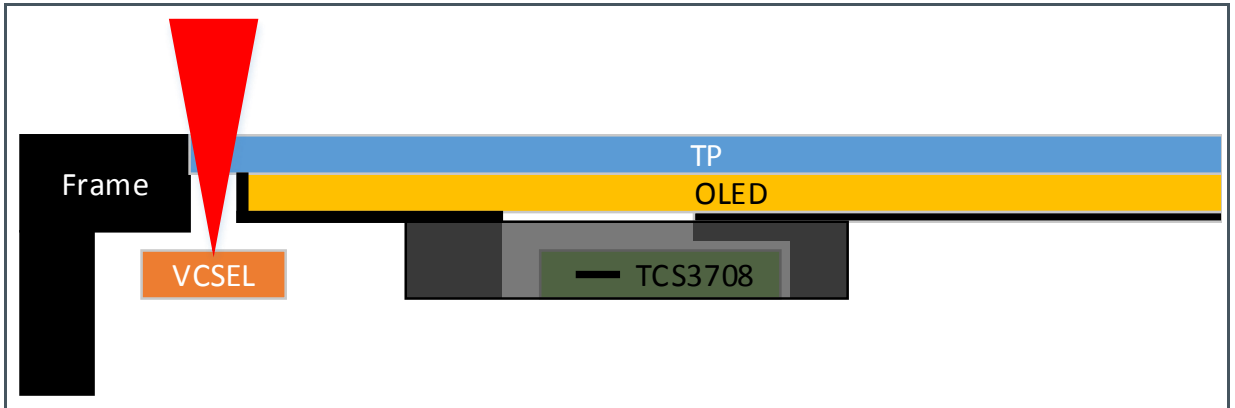 TP
Frame
OLED
VCSEL
TCS3708